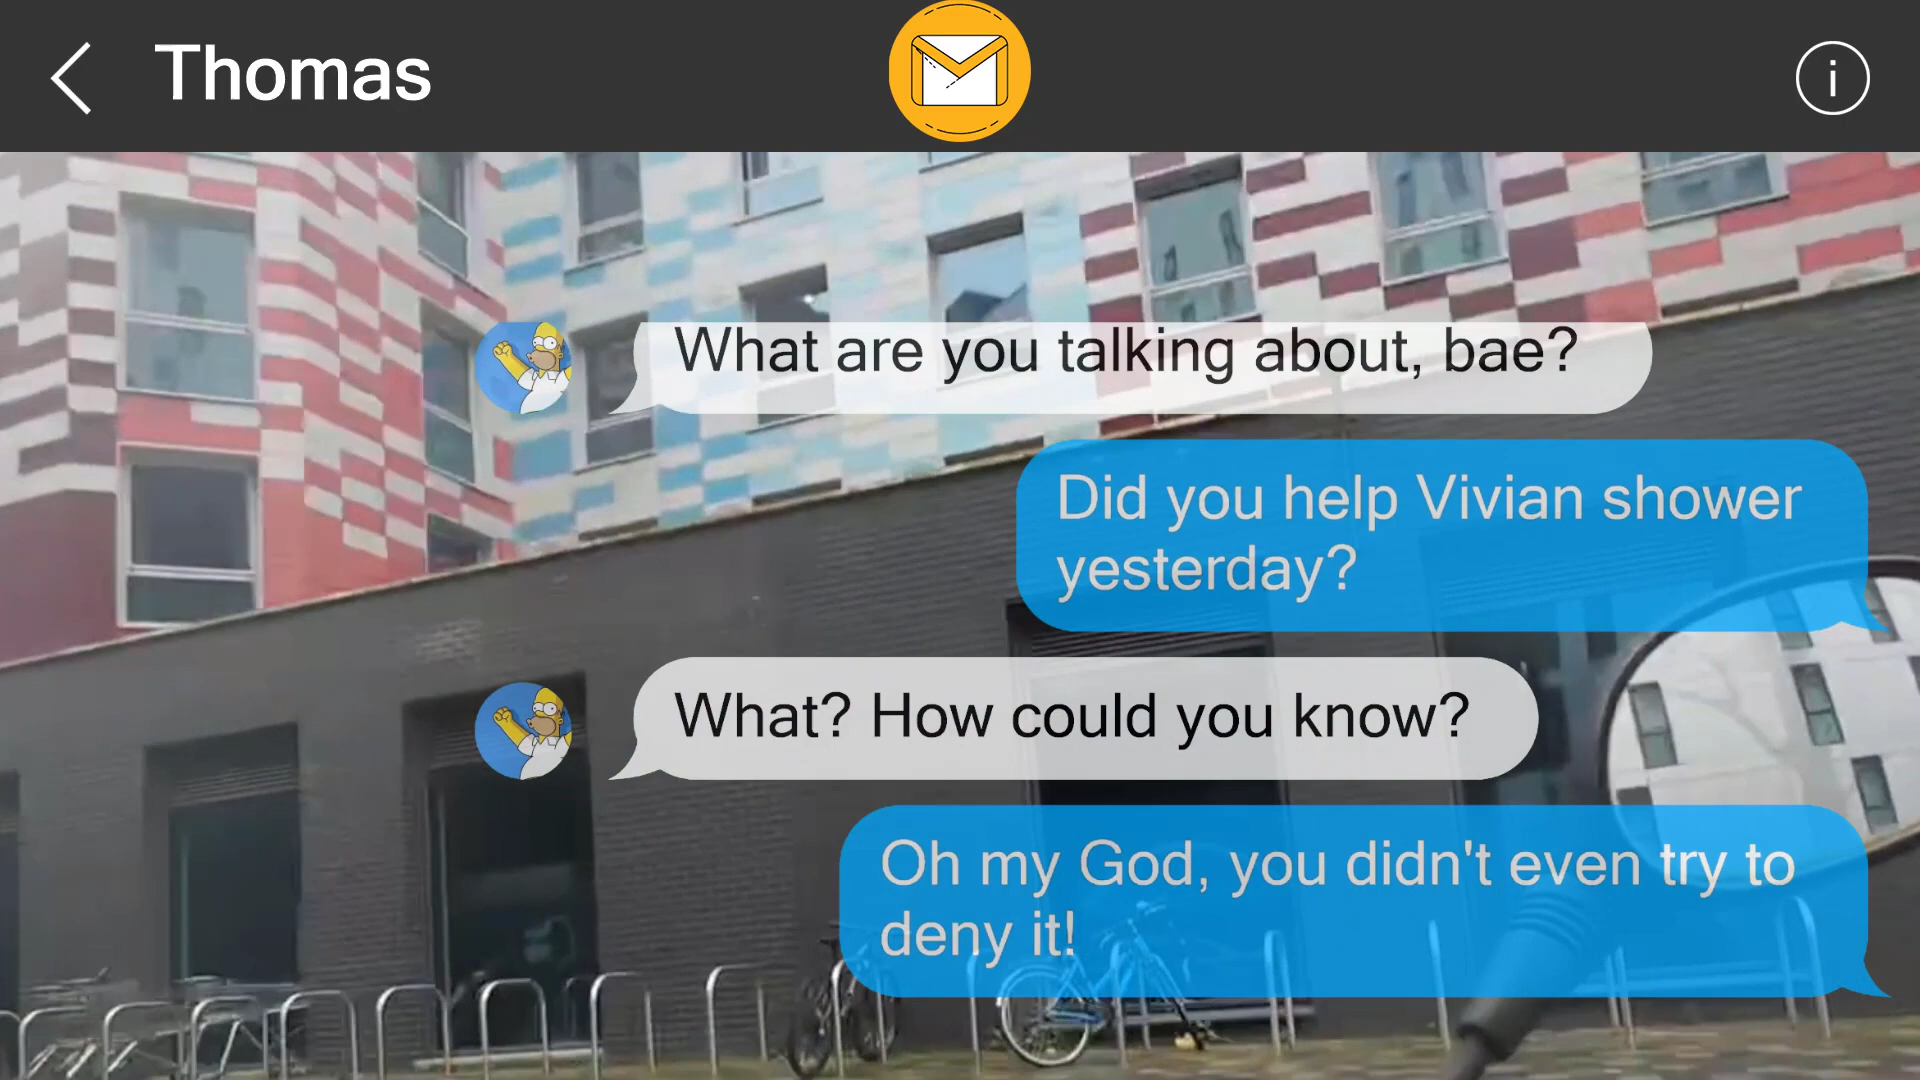 Thomas
i
What are you talking about, bae?
Did you help Vivian shower
yesterday?
What? How could you know?
Oh my God, you didn't even try to
deny it!